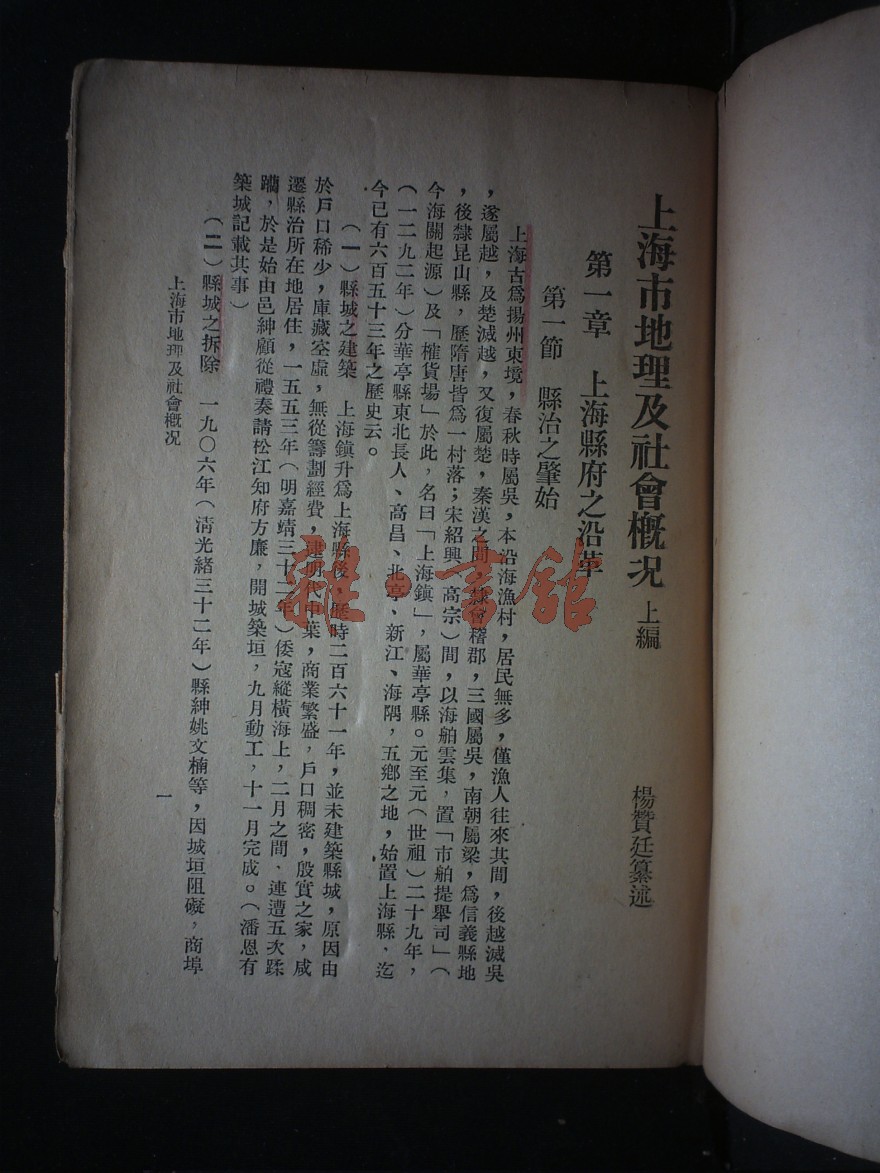 上海市地理及社會概況 上編
楊贊廷纂述
第一章 上海縣府之沿革
第一節 縣治之肇始
上海古爲揚州東境，春秋時屬吳，本沿海漁村，居民無多，僅漁人往來其間，後越滅吳
，遂屬越，及楚滅越，又復屬楚，秦漢之間，隸會稽郡，三國屬吳，南朝屬梁，爲信義縣地
，後隸崑山縣，歷隋唐皆爲一村落；宋紹興（高宗）間，以海舶雲集，置「市舶提舉司」（
今海關起源）及「榷貨場」於此，名曰「上海鎮」，屬華亭縣。元至元（世祖）二十九年，
（一二九二年）分華亭縣東北長人、高昌、北亭、新江、海隅，五鄉之地，始置上海縣，迄
今已有六百五十三年之歷史云。
（一）縣城之建築 上海鎮升爲上海縣後，歷時二百六十一年，並未建築縣城，原因由
於戶口稀少，庫藏空虛，無從籌劃經費，逮明代中葉，商業繁盛，戶口稠密，殷實之家，咸
遷縣治所在地居住，一五五三年（明嘉靖三十二年）倭寇縱橫海上，二月之間、連遭五次蹂
躪，於是始由邑紳顧從禮奏請松江知府方廉，開城築垣，九月動工，十一月完成。（潘恩有
築城記載其事）
（二）縣城之拆除 一九〇六年（清光緒三十二年）縣紳姚文楠等，因城垣阻礙，商埠
上海市地理及社會概況
一
雜·書館